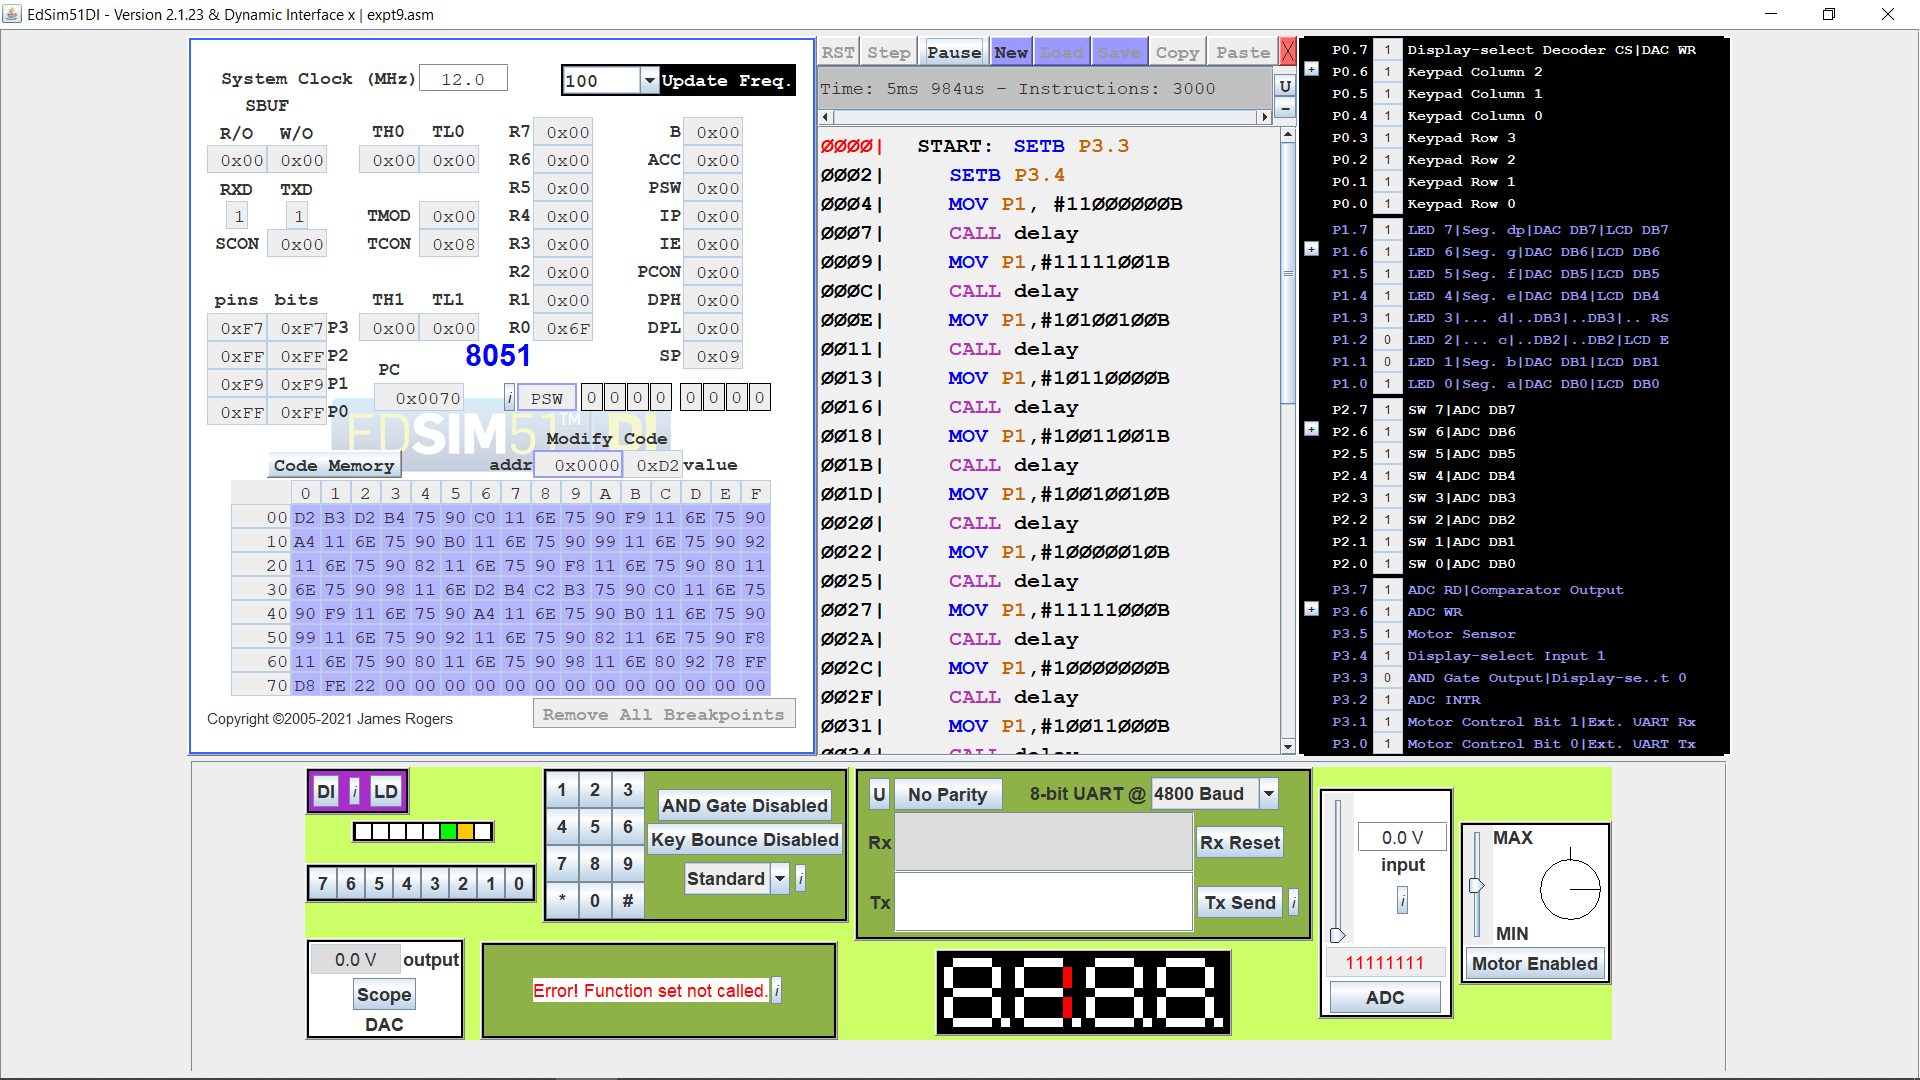 EdSim51DI - Version 2.1.23 & Dynamic Interface x | expt9.asm
System Clock (MHz) 12.0 100 Update Freq.
SBUF
R/O W/O TH0 TL0 R7 0x00 B 0x00
0x00 0x00 0x00 0x00 R6 0x00 ACC 0x00
RXD TXD R5 0x00 PSW 0x00
1 1 TMOD 0x00 R4 0x00 IP 0x00
SCON 0x00 TCON 0x08 R3 0x00 IE 0x00
R2 0x00 PCON 0x00
pins bits TH1 TL1 R1 0x00 DPH 0x00
0xF7 0xF7 P3 0x00 0x00 R0 0x6F DPL 0x00
0xFF 0xFF P2 8051 SP 0x09
0xF9 0xF9 P1 PC
0xFF 0xFF P0 0x0070 i PSW 0 0 0 0 0 0 0 0
EDSIM51™ DI
Modify Code
Code Memory addr 0x0000 0xD2 value
0 1 2 3 4 5 6 7 8 9 A B C D E F
00 D2 B3 D2 B4 75 90 C0 11 6E 75 90 F9 11 6E 75 90
10 A4 11 6E 75 90 B0 11 6E 75 90 99 11 6E 75 90 92
20 11 6E 75 90 82 11 6E 75 90 F8 11 6E 75 90 80 11
30 6E 75 90 98 11 6E D2 B4 C2 B3 75 90 C0 11 6E 75
40 90 F9 11 6E 75 90 A4 11 6E 75 90 B0 11 6E 75 90
50 99 11 6E 75 90 92 11 6E 75 90 82 11 6E 75 90 F8
60 11 6E 75 90 80 11 6E 75 90 98 11 6E 80 92 78 FF
70 D8 FE 22 00 00 00 00 00 00 00 00 00 00 00 00 00
Copyright ©2005-2021 James Rogers Remove All Breakpoints
RST Step Pause New Load Save Copy Paste X
Time: 5ms 984us - Instructions: 3000 U
-
0000| START: SETB P3.3
0002| SETB P3.4
0004| MOV P1, #11000000B
0007| CALL delay
0009| MOV P1,#11111001B
000C| CALL delay
000E| MOV P1,#10100100B
0011| CALL delay
0013| MOV P1,#10110000B
0016| CALL delay
0018| MOV P1,#10011001B
001B| CALL delay
001D| MOV P1,#10010010B
0020| CALL delay
0022| MOV P1,#10000010B
0025| CALL delay
0027| MOV P1,#11111000B
002A| CALL delay
002C| MOV P1,#10000000B
002F| CALL delay
0031| MOV P1,#10011000B
0034| CALL delay
P0.7 1 Display-select Decoder CS|DAC WR
+ P0.6 1 Keypad Column 2
P0.5 1 Keypad Column 1
P0.4 1 Keypad Column 0
P0.3 1 Keypad Row 3
P0.2 1 Keypad Row 2
P0.1 1 Keypad Row 1
P0.0 1 Keypad Row 0
P1.7 1 LED 7|Seg. dp|DAC DB7|LCD DB7
+ P1.6 1 LED 6|Seg. g|DAC DB6|LCD DB6
P1.5 1 LED 5|Seg. f|DAC DB5|LCD DB5
P1.4 1 LED 4|Seg. e|DAC DB4|LCD DB4
P1.3 1 LED 3|... d|..DB3|..DB3|.. RS
P1.2 0 LED 2|... c|..DB2|..DB2|LCD E
P1.1 0 LED 1|Seg. b|DAC DB1|LCD DB1
P1.0 1 LED 0|Seg. a|DAC DB0|LCD DB0
P2.7 1 SW 7|ADC DB7
+ P2.6 1 SW 6|ADC DB6
P2.5 1 SW 5|ADC DB5
P2.4 1 SW 4|ADC DB4
P2.3 1 SW 3|ADC DB3
P2.2 1 SW 2|ADC DB2
P2.1 1 SW 1|ADC DB1
P2.0 1 SW 0|ADC DB0
P3.7 1 ADC RD|Comparator Output
+ P3.6 1 ADC WR
P3.5 1 Motor Sensor
P3.4 1 Display-select Input 1
P3.3 0 AND Gate Output|Display-se..t 0
P3.2 1 ADC INTR
P3.1 1 Motor Control Bit 1|Ext. UART Rx
P3.0 1 Motor Control Bit 0|Ext. UART Tx
DI i LD
7 6 5 4 3 2 1 0
0.0 V output
Scope
DAC
1 2 3
4 5 6
7 8 9
* 0 #
AND Gate Disabled
Key Bounce Disabled
Standard i
Error! Function set not called. i
U No Parity 8-bit UART @ 4800 Baud
Rx Rx Reset
Tx Tx Send i
8.8.8.8.
0.0 V
input
i
11111111
ADC
MAX
MIN
Motor Enabled